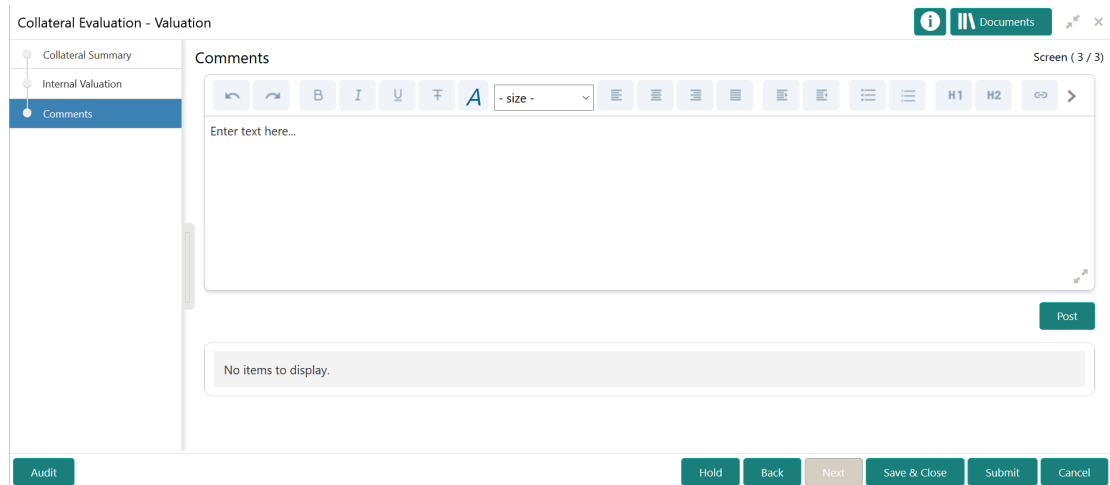 Collateral Evaluation - Valuation
Documents
Collateral Summary
Internal Valuation
Comments
Comments
Screen ( 3 / 3)
B I U T A - size - H1 H2
Enter text here...
Post
No items to display.
Audit
Hold Back Next Save & Close Submit Cancel